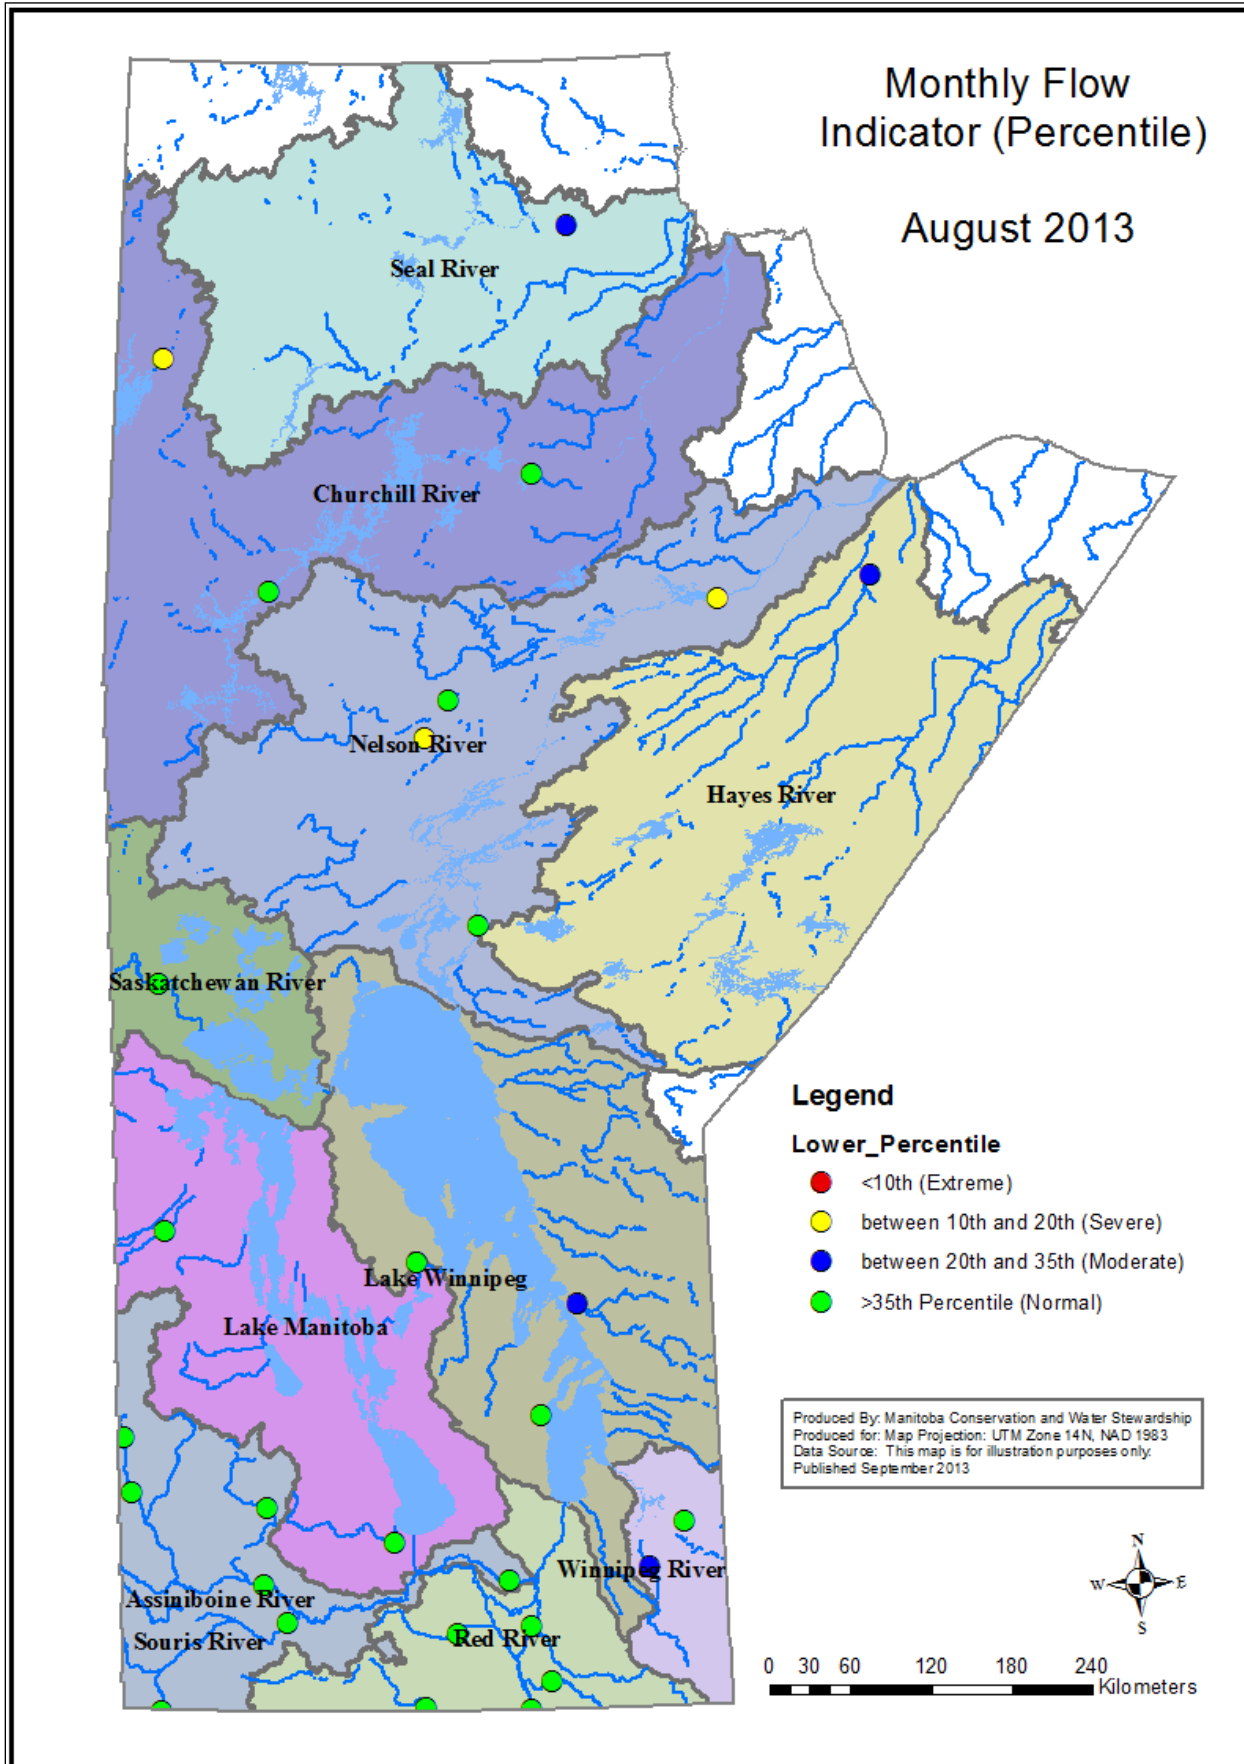 Monthly Flow
Indicator (Percentile)
August 2013
Seal River
Churchill River
Nelson River
Hayes River
Saskatchewan River
Lake Winnipeg
Lake Manitoba
Winnipeg River
Assiniboine River
Souris River
Red River
Legend
Lower_Percentile
<10th (Extreme)
between 10th and 20th (Severe)
between 20th and 35th (Moderate)
>35th Percentile (Normal)
Produced By: Manitoba Conservation and Water Stewardship
Produced for: Map Projection: UTM Zone 14N, NAD 1983
Data Source: This map is for illustration purposes only.
Published September 2013
N
W E
S
0 30 60 120 180 240
Kilometers